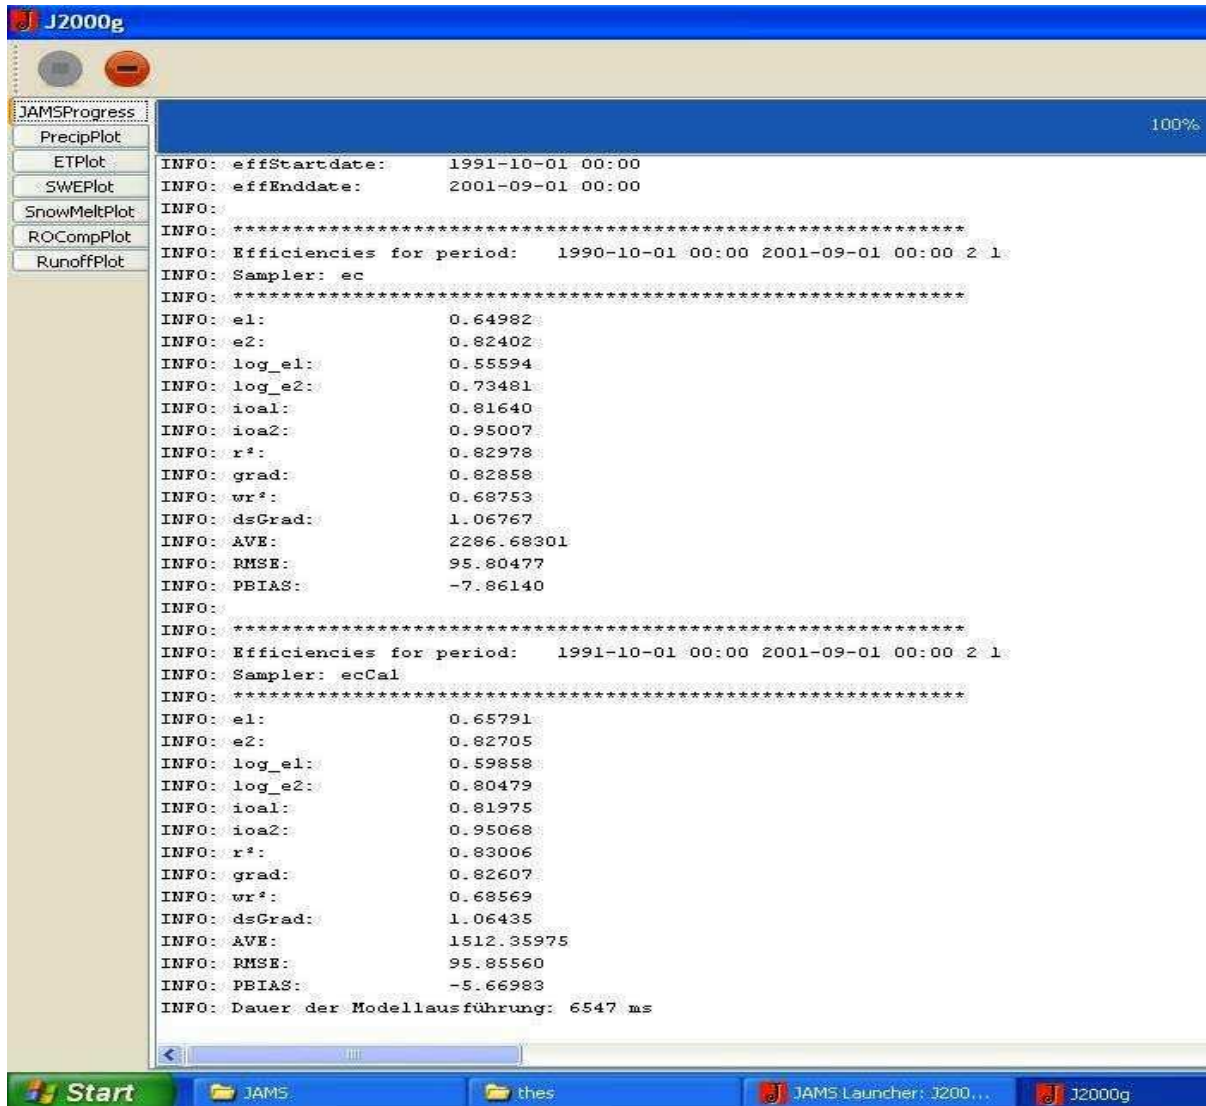 J2000g
JAMSProgress
PrecipPlot
ETPlot
SWEPlot
SnowMeltPlot
ROCompPlot
RunoffPlot
100%
INFO: effStartdate: 1991-10-01 00:00
INFO: effEnddate: 2001-09-01 00:00
INFO:
INFO: *************************************************************
INFO: Efficiencies for period: 1990-10-01 00:00 2001-09-01 00:00 2 1
INFO: Sampler: ec
INFO: *************************************************************
INFO: e1: 0.64982
INFO: e2: 0.82402
INFO: log_e1: 0.55594
INFO: log_e2: 0.73481
INFO: ioa1: 0.81640
INFO: ioa2: 0.95007
INFO: r²: 0.82978
INFO: grad: 0.82858
INFO: wr²: 0.68753
INFO: dsGrad: 1.06767
INFO: AVE: 2286.68301
INFO: RMSE: 95.80477
INFO: PBIAS: -7.86140
INFO:
INFO: *************************************************************
INFO: Efficiencies for period: 1991-10-01 00:00 2001-09-01 00:00 2 1
INFO: Sampler: ecCal
INFO: *************************************************************
INFO: e1: 0.65791
INFO: e2: 0.82705
INFO: log_e1: 0.59858
INFO: log_e2: 0.80479
INFO: ioa1: 0.81975
INFO: ioa2: 0.95068
INFO: r²: 0.83006
INFO: grad: 0.82607
INFO: wr²: 0.68569
INFO: dsGrad: 1.06435
INFO: AVE: 1512.35975
INFO: RMSE: 95.85560
INFO: PBIAS: -5.66983
INFO: Dauer der Modellausführung: 6547 ms
Start
JAMS
thes
JAMS Launcher: J200...
J2000g